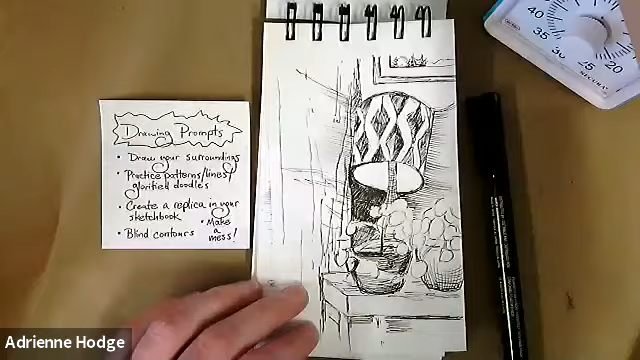 Drawing Prompts
• Draw your surroundings
• Practice patterns/lines/
glorified doodles
• Create a replica in your
sketchbook
• Make
a
mess!
• Blind contours
40
35
30
25
20
Adrienne Hodge